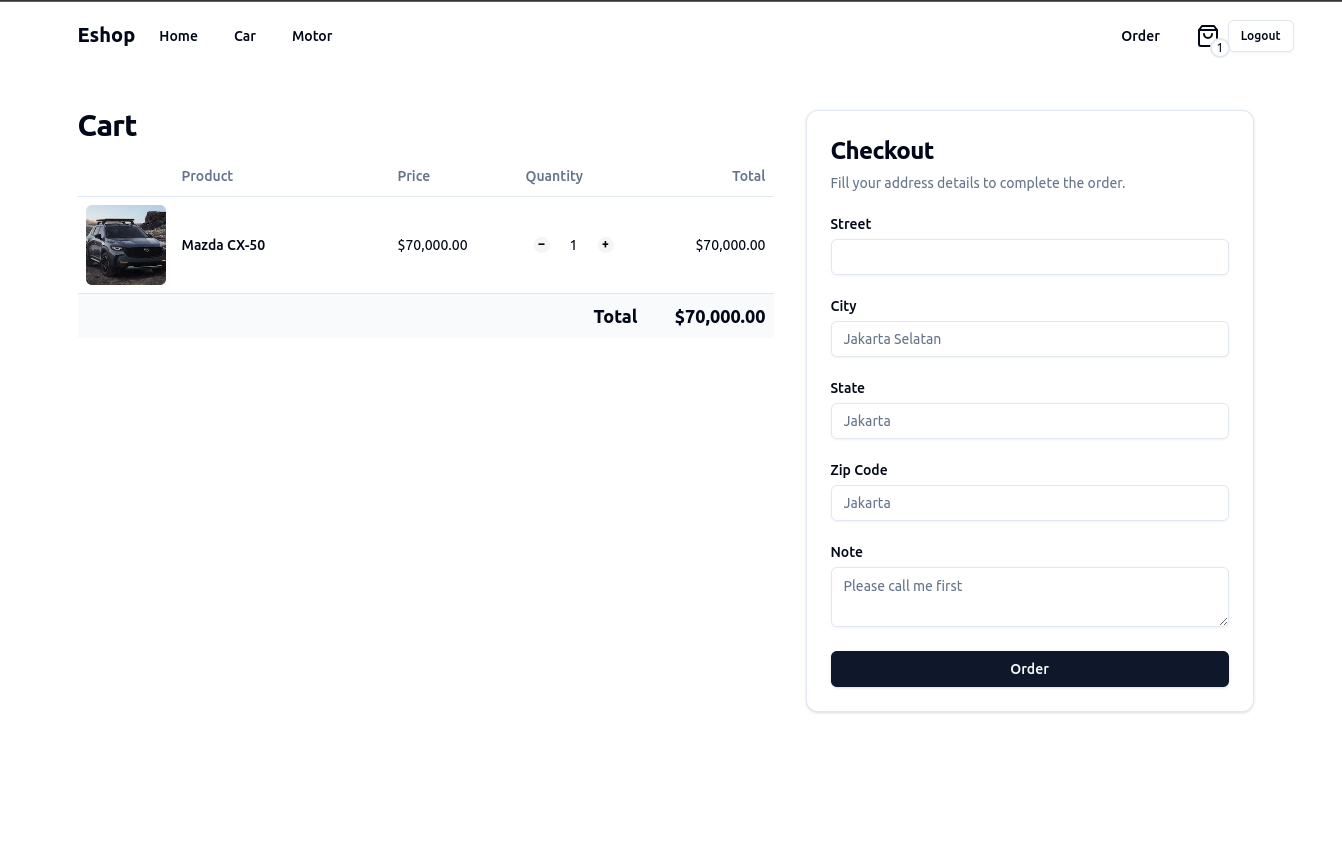 Eshop Home Car Motor Order 1 Logout
Cart
Product Price Quantity Total
Mazda CX-50 $70,000.00 − 1 + $70,000.00
Total $70,000.00
Checkout
Fill your address details to complete the order.
Street
City
Jakarta Selatan
State
Jakarta
Zip Code
Jakarta
Note
Please call me first
Order